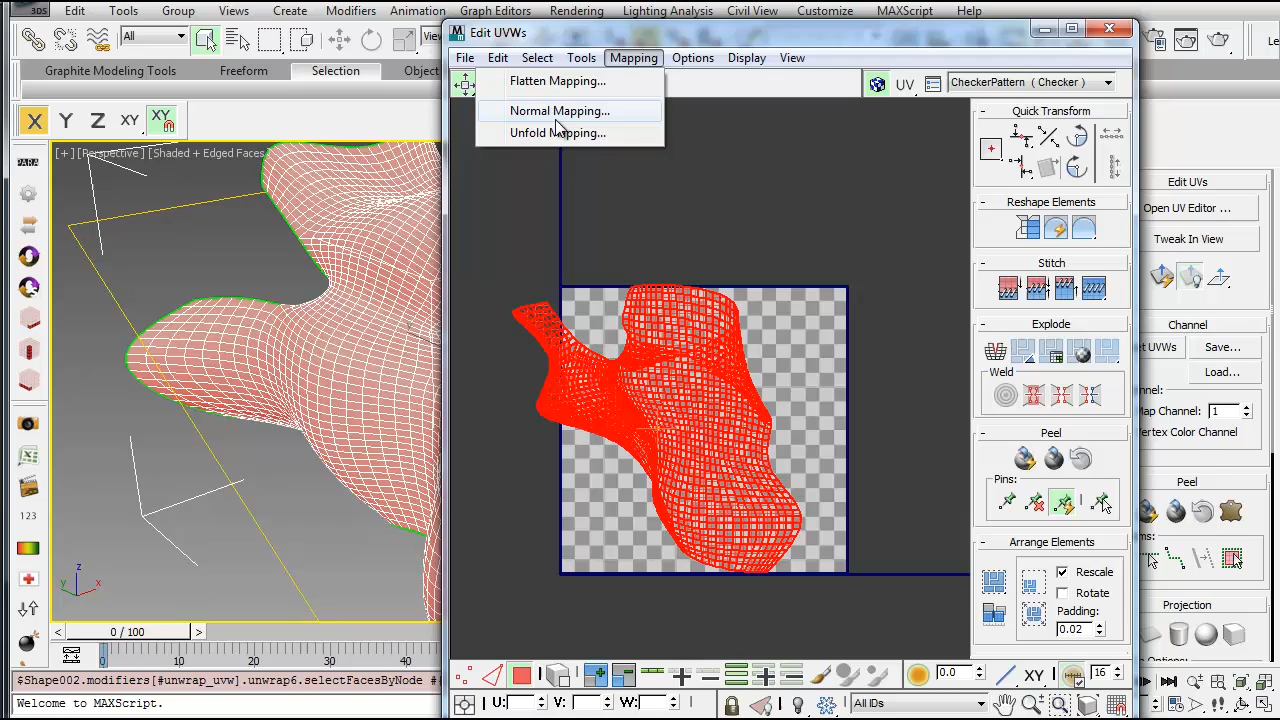 Edit Tools Group Views Create Modifiers Animation Graph Editors Rendering Lighting Analysis Civil View Customize MAXScript Help
Edit UVWs
All
View
File Edit Select Tools Mapping Options Display View
Graphite Modeling Tools Freeform Selection Object
Flatten Mapping...
UV CheckerPattern ( Checker )
Normal Mapping...
Quick Transform
X Y Z XY XY
Unfold Mapping...
[ + ] [Perspective ] [Shaded + Edged Faces
PARA
Edit UVs
Reshape Elements
Open UV Editor ...
Tweak In View
Stitch
Explode
Channel
UVWs Save...
Weld
Load...
Map Channel: 1
Peel
Vertex Color Channel
Pins:
Peel
123
Arrange Elements
Rescale
z
y x
Rotate
Padding:
Projection
0.02
0 / 100
10 20 30 40
0.0 XY 16
$Modifiers[#unwrap_uvw].unwrap6.selectFacesByNode
Welcome to MAXScript.
U: V: W: All IDs